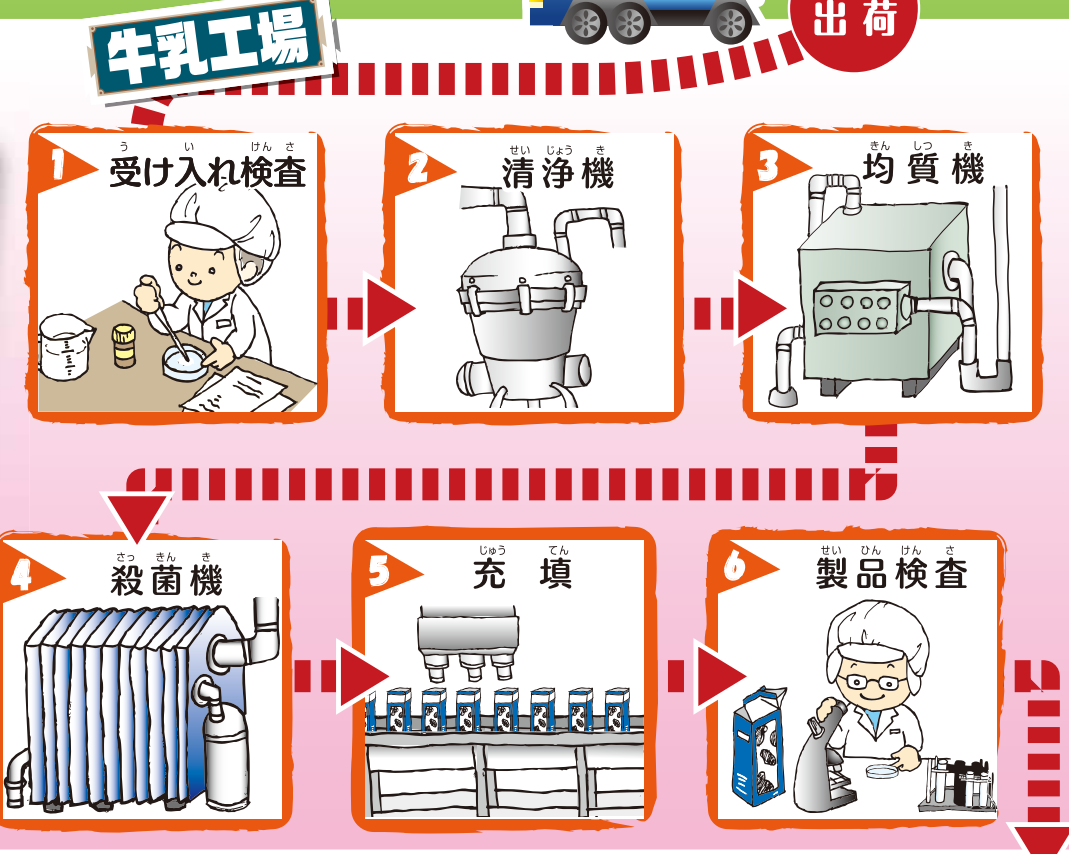 出荷
牛乳工場
1
う い けん さ
受け入れ検査
2
せい じょう き
清浄機
3
きん しつ き
均質機
4
さっ きん き
殺菌機
5
じゅう てん
充填
6
せい ひん けん さ
製品検査